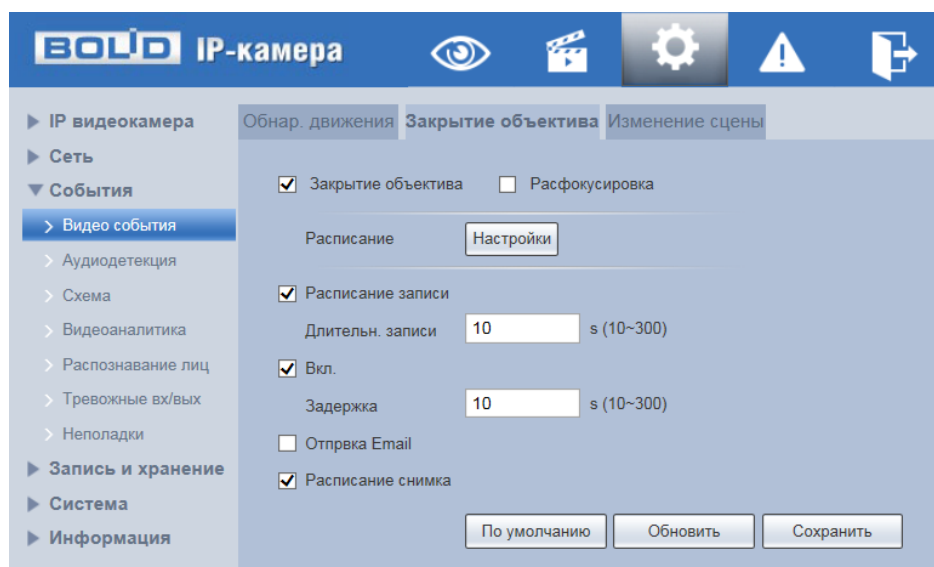 BOLID IP-камера
IP видеокамера
Сеть
События
Видео события
Аудиодетекция
Схема
Видеоаналитика
Распознавание лиц
Тревожные вх/вых
Неполадки
Запись и хранение
Система
Информация
Обнар. движения Закрытие объектива Изменение сцены
Закрытие объектива Расфокусировка
Расписание Настройки
Расписание записи
Длительн. записи 10 s (10~300)
Вкл.
Задержка 10 s (10~300)
Отпрвка Email
Расписание снимка
По умолчанию Обновить Сохранить